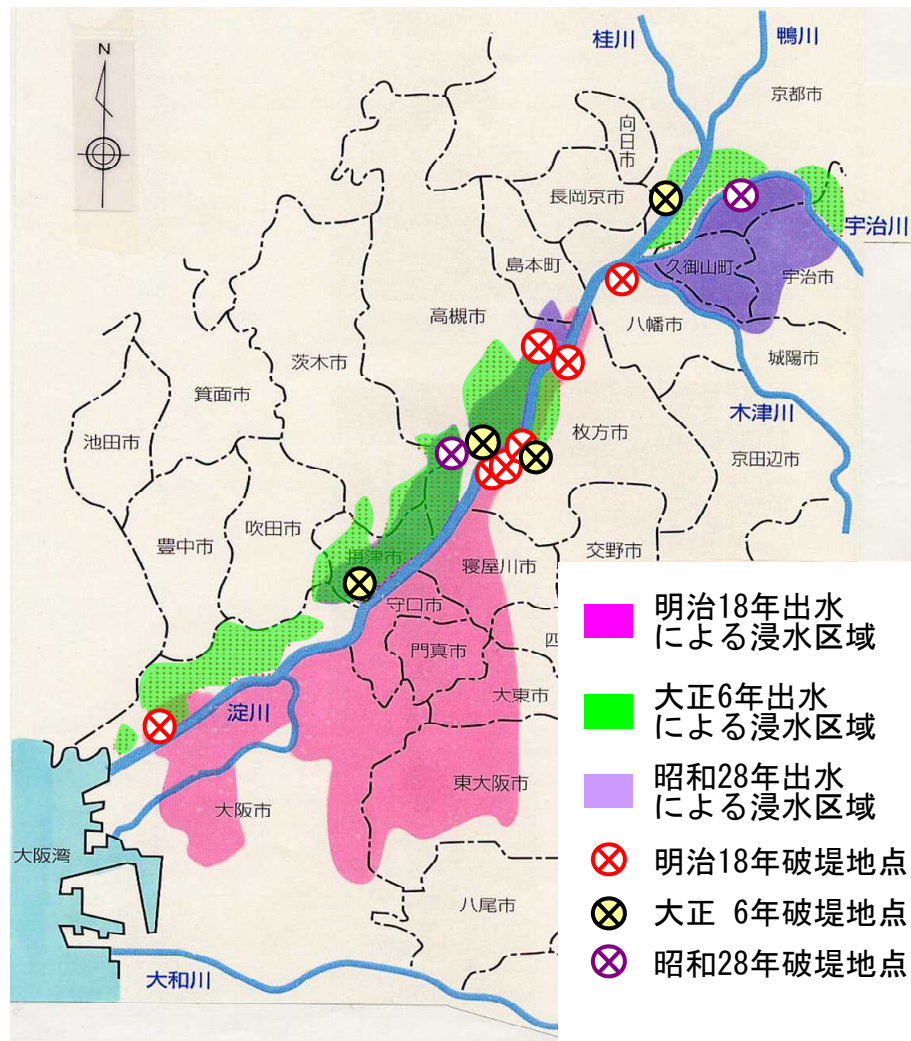 N
桂川
鴨川
京都市
向日市
長岡京市
宇治川
島本町
久御山町
宇治市
高槻市
八幡市
城陽市
茨木市
箕面市
木津川
池田市
枚方市
京田辺市
吹田市
豊中市
摂津市
交野市
寝屋川市
守口市
門真市
四
大東市
淀川
東大阪市
大阪市
大阪湾
八尾市
大和川
明治18年出水
による浸水区域
大正6年出水
による浸水区域
昭和28年出水
による浸水区域
明治18年破堤地点
大正 6年破堤地点
昭和28年破堤地点